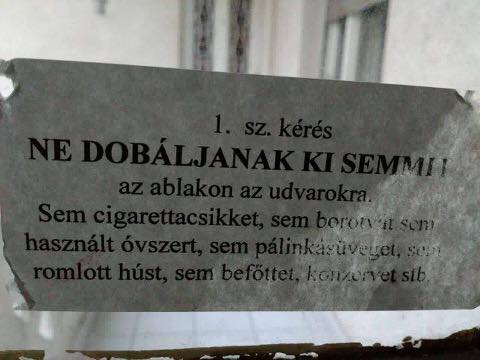 1. sz. kérés
NE DOBÁLJANAK KI SEMMIT
az ablakon az udvarokra.
Sem cigarettacsikket, sem borotvát sem
használt óvszert, sem pálinkásüveget, sem
romlott húst, sem befőttet, konzervet stb.